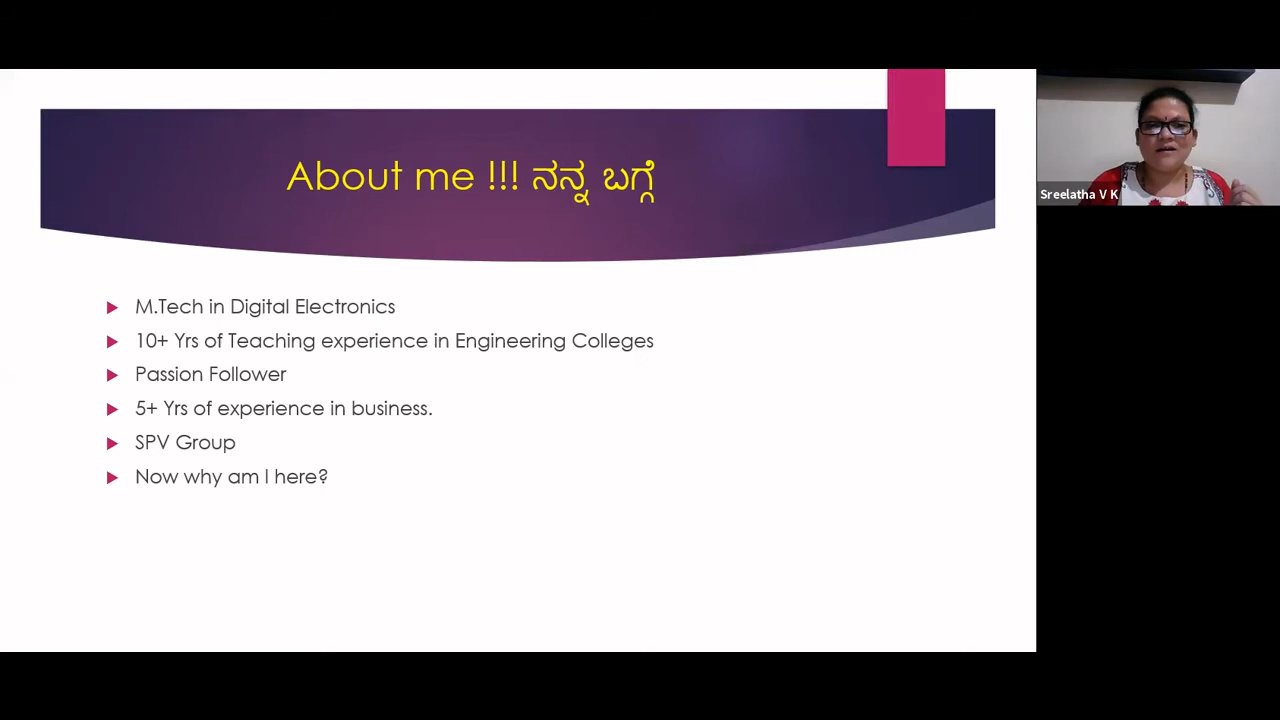 About me !!! ನನ್ನ ಬಗ್ಗೆ
M.Tech in Digital Electronics
10+ Yrs of Teaching experience in Engineering Colleges
Passion Follower
5+ Yrs of experience in business.
SPV Group
Now why am I here?
Sreelatha V K